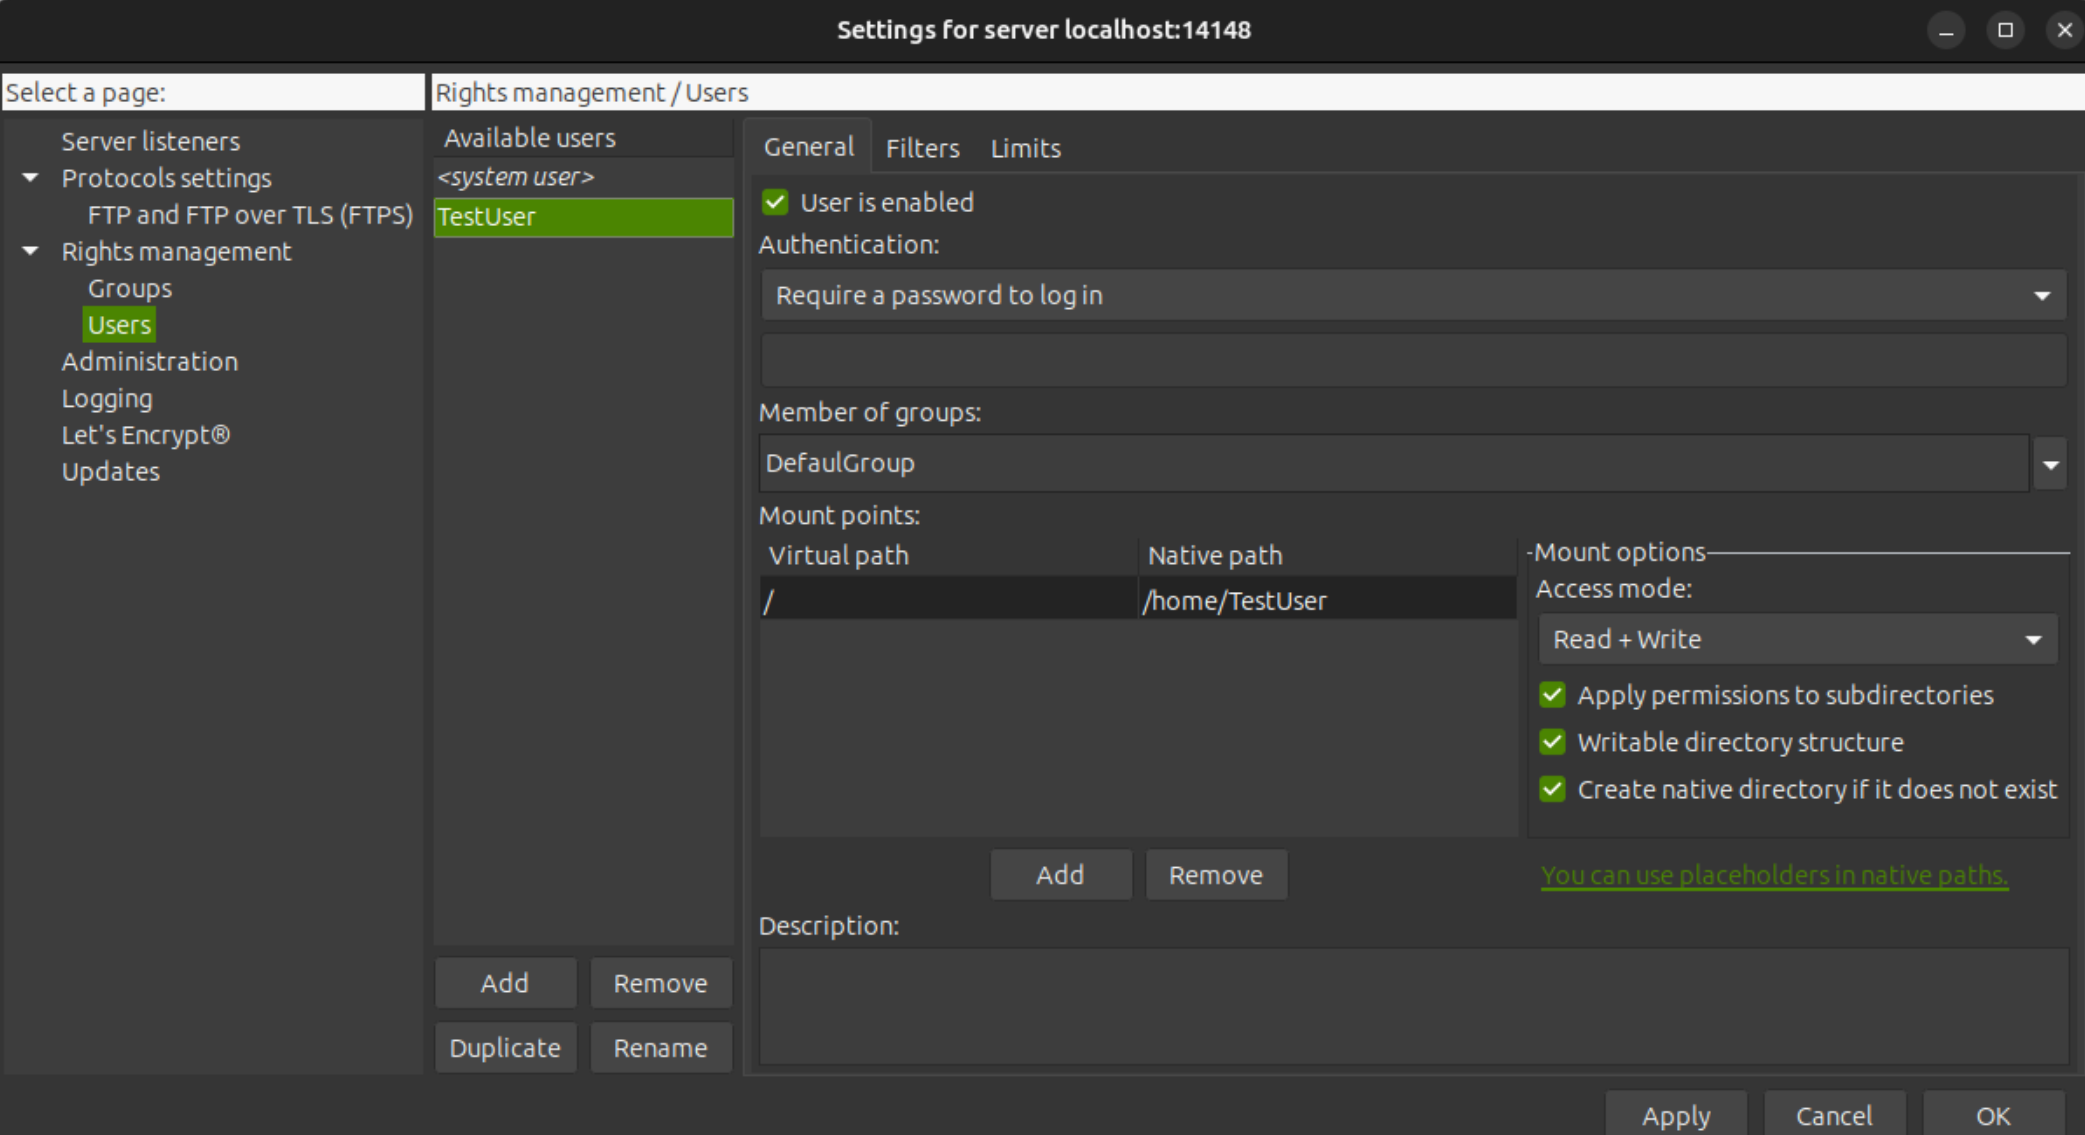 Settings for server localhost:14148
Select a page:
Rights management / Users
Server listeners
Protocols settings
FTP and FTP over TLS (FTPS)
Rights management
Groups
Users
Administration
Logging
Let's Encrypt®
Updates
Available users
<system user>
TestUser
Add Remove
Duplicate Rename
General Filters Limits
User is enabled
Authentication:
Require a password to log in
Member of groups:
DefaulGroup
Mount points:
Virtual path Native path
/ /home/TestUser
Add Remove
Mount options
Access mode:
Read + Write
Apply permissions to subdirectories
Writable directory structure
Create native directory if it does not exist
You can use placeholders in native paths.
Description:
Apply Cancel OK